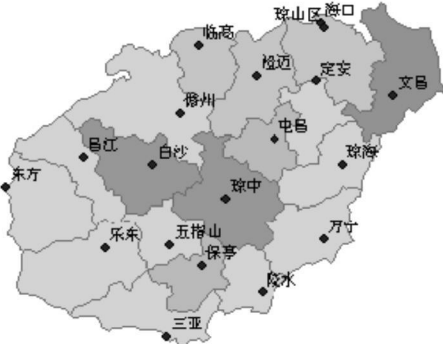 琼山区 海口
临高
澄迈
定安
文昌
儋州
屯昌
昌江
白沙
琼海
东方
琼中
乐东
五指山
万宁
保亭
陵水
三亚